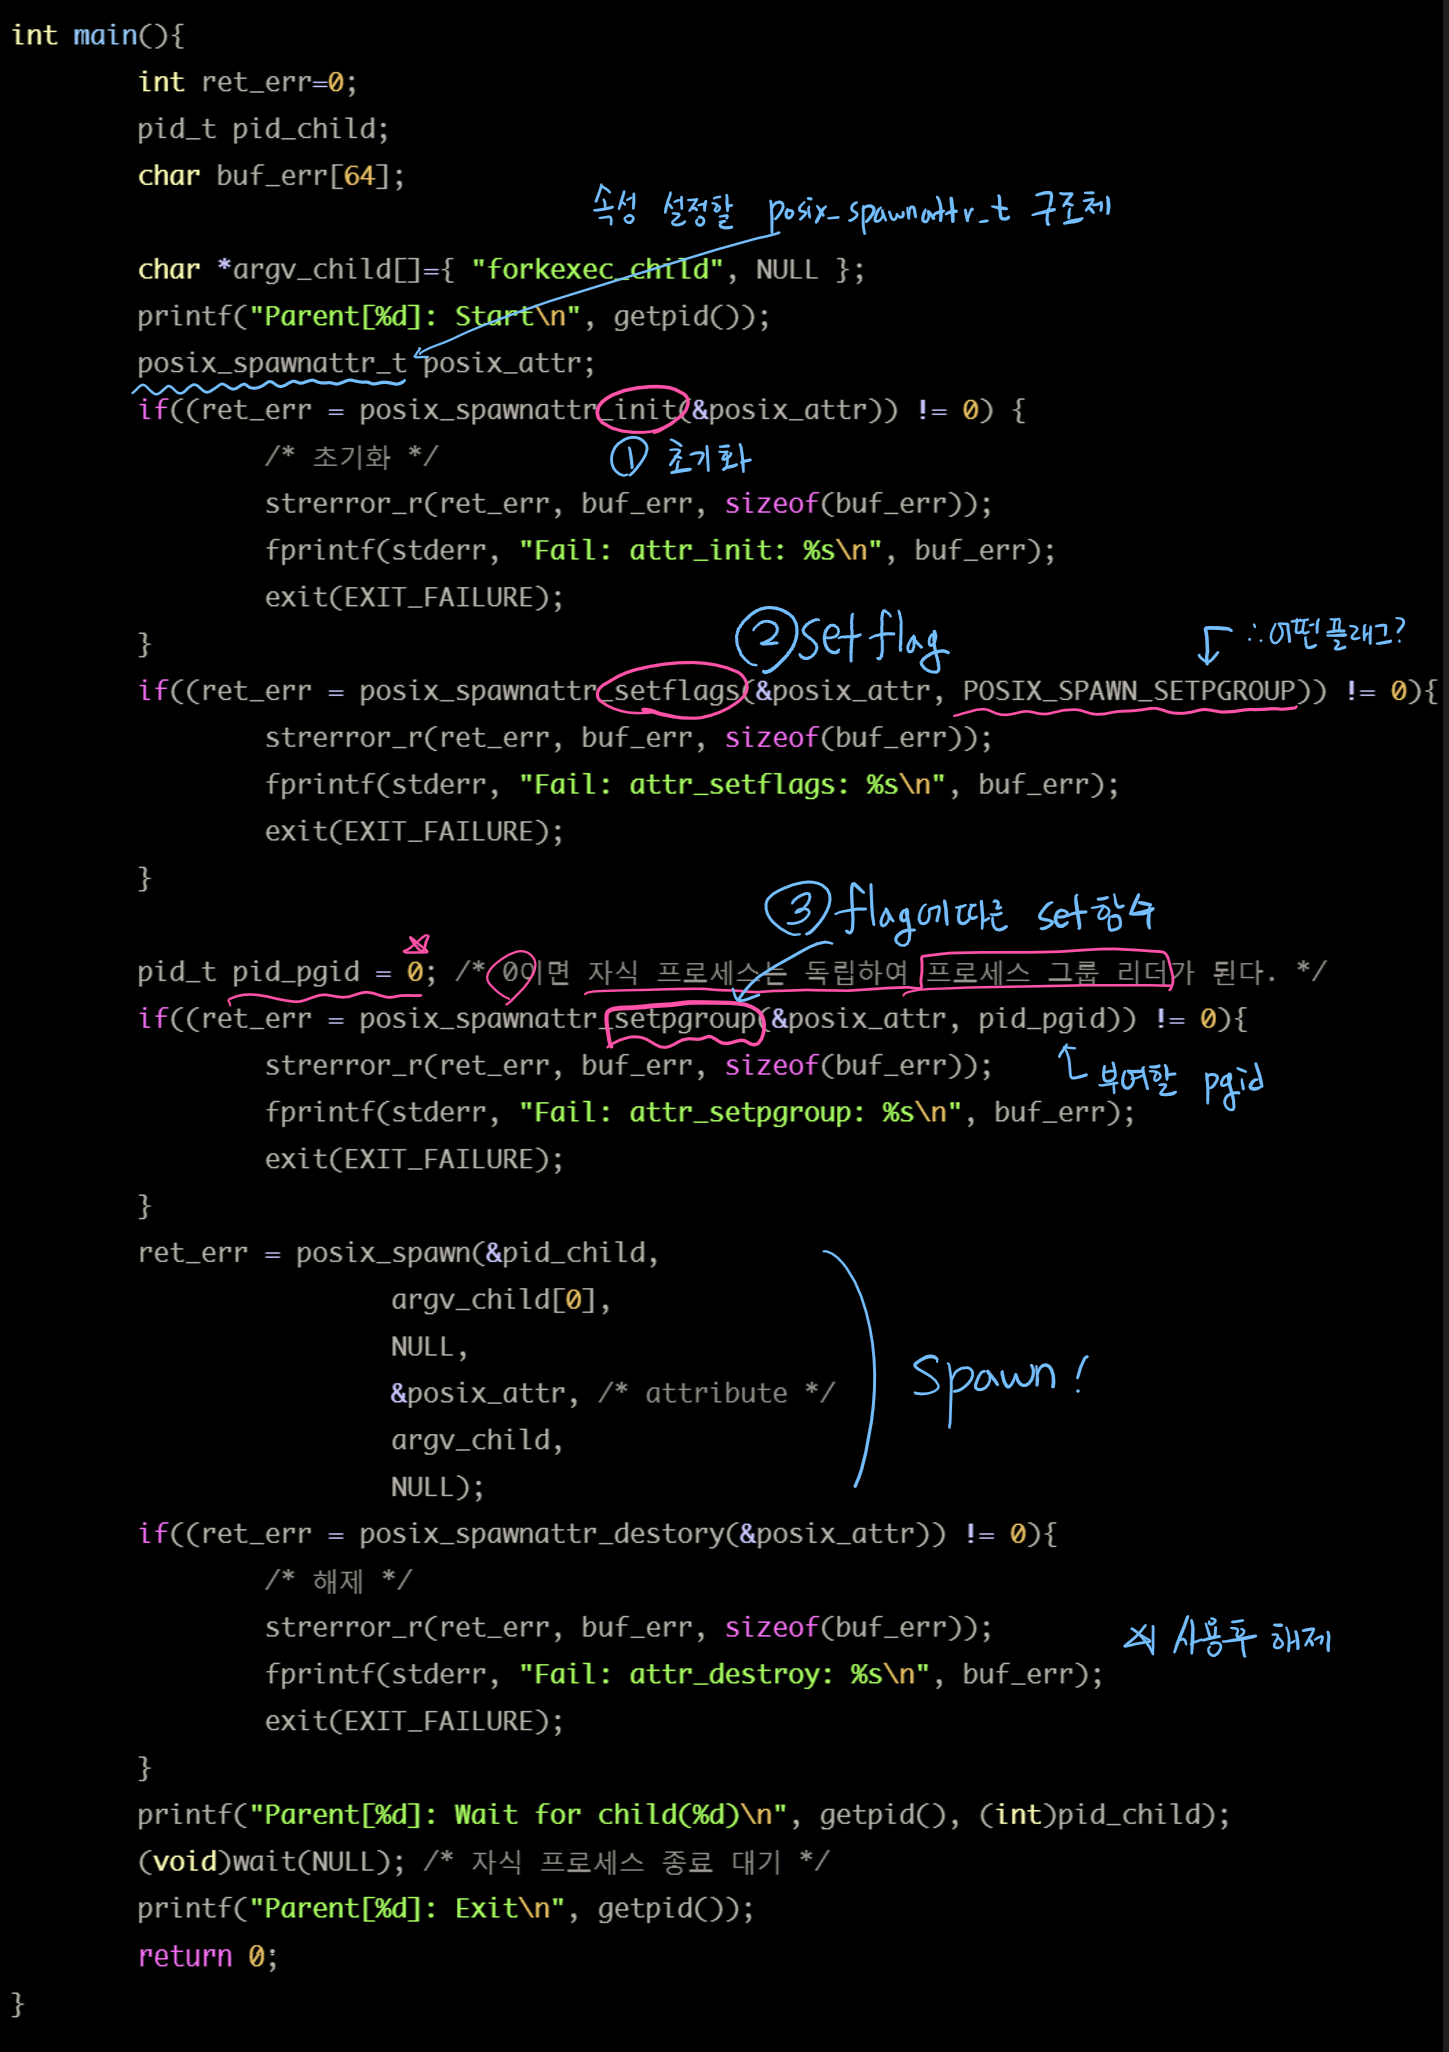 int main(){
int ret_err=0;
pid_t pid_child;
char buf_err[64];
속성 설정할 posix_spawnattr_t 구조체
char *argv_child[]={ "forkexec_child", NULL };
printf("Parent[%d]: Start\n", getpid());
posix_spawnattr_t posix_attr;
if((ret_err = posix_spawnattr_init(&posix_attr)) != 0) {
/* 초기화 */
① 초기화
strerror_r(ret_err, buf_err, sizeof(buf_err));
fprintf(stderr, "Fail: attr_init: %s\n", buf_err);
exit(EXIT_FAILURE);
② set flag
∴어떤플래그?
}
if((ret_err = posix_spawnattr_setflags(&posix_attr, POSIX_SPAWN_SETPGROUP)) != 0){
strerror_r(ret_err, buf_err, sizeof(buf_err));
fprintf(stderr, "Fail: attr_setflags: %s\n", buf_err);
exit(EXIT_FAILURE);
}
③ flag에따른 set함수
pid_t pid_pgid = 0; /* 0이면 자식 프로세스는 독립하여 프로세스 그룹 리더가 된다. */
if((ret_err = posix_spawnattr_setpgroup(&posix_attr, pid_pgid)) != 0){
strerror_r(ret_err, buf_err, sizeof(buf_err));
부여할 pgid
fprintf(stderr, "Fail: attr_setpgroup: %s\n", buf_err);
exit(EXIT_FAILURE);
}
ret_err = posix_spawn(&pid_child,
argv_child[0],
NULL,
&posix_attr, /* attribute */
Spawn!
argv_child,
NULL);
if((ret_err = posix_spawnattr_destory(&posix_attr)) != 0){
/* 해제 */
strerror_r(ret_err, buf_err, sizeof(buf_err));
사용후 해제
fprintf(stderr, "Fail: attr_destroy: %s\n", buf_err);
exit(EXIT_FAILURE);
}
printf("Parent[%d]: Wait for child(%d)\n", getpid(), (int)pid_child);
(void)wait(NULL); /* 자식 프로세스 종료 대기 */
printf("Parent[%d]: Exit\n", getpid());
return 0;
}